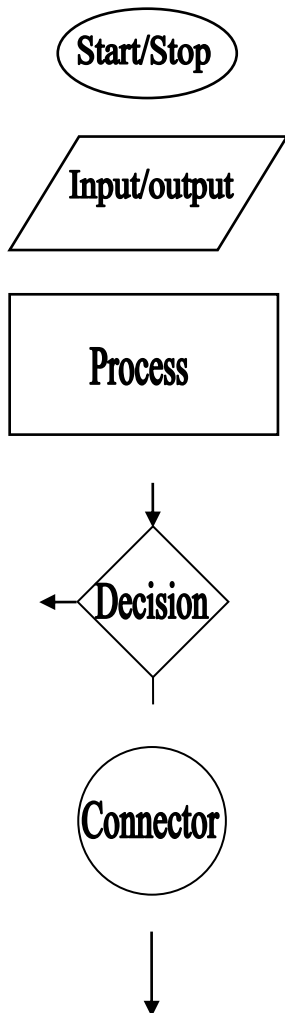 Start/Stop
Input/output
Process
Decision
Connector